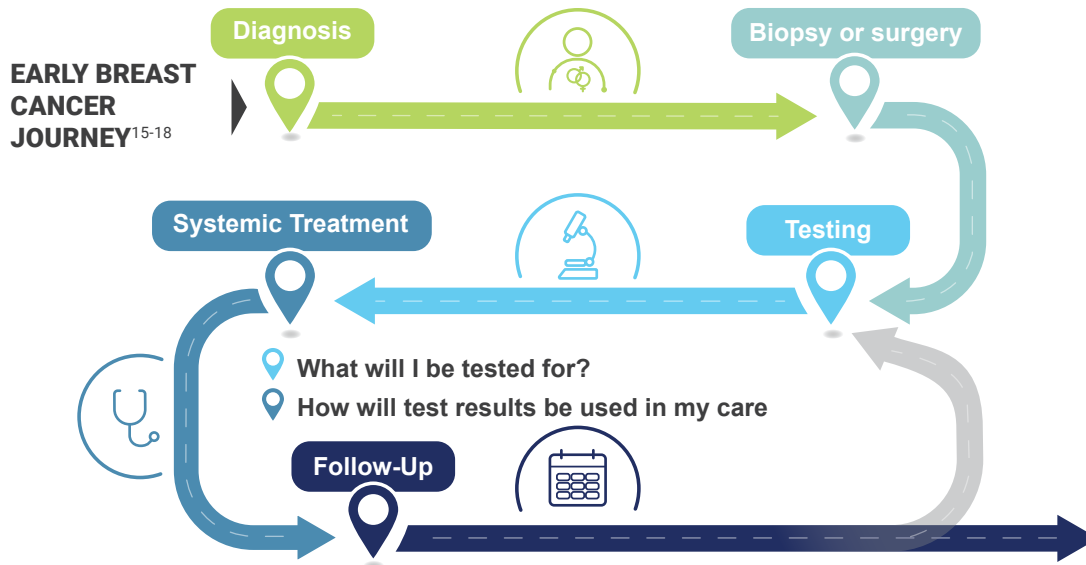 Diagnosis
Biopsy or surgery
EARLY BREAST
CANCER
JOURNEY15-18
Systemic Treatment
Testing
What will I be tested for?
How will test results be used in my care
Follow-Up